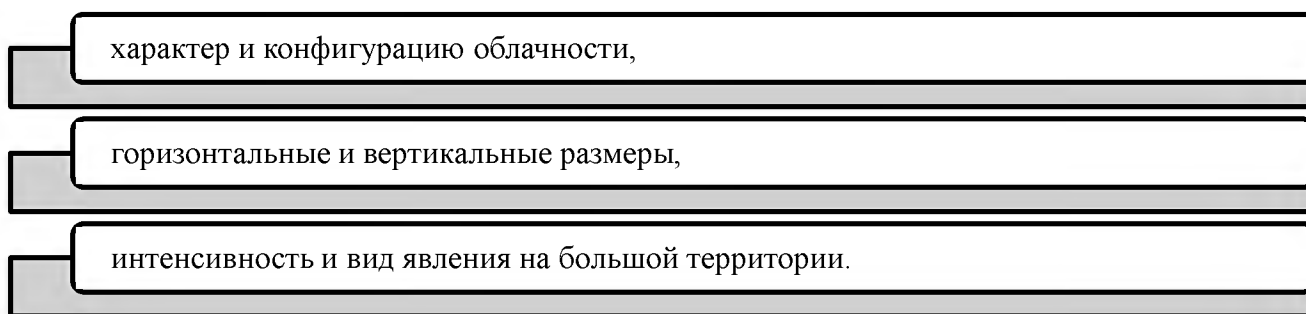 характер и конфигурацию облачности,
горизонтальные и вертикальные размеры,
интенсивность и вид явления на большой территории.